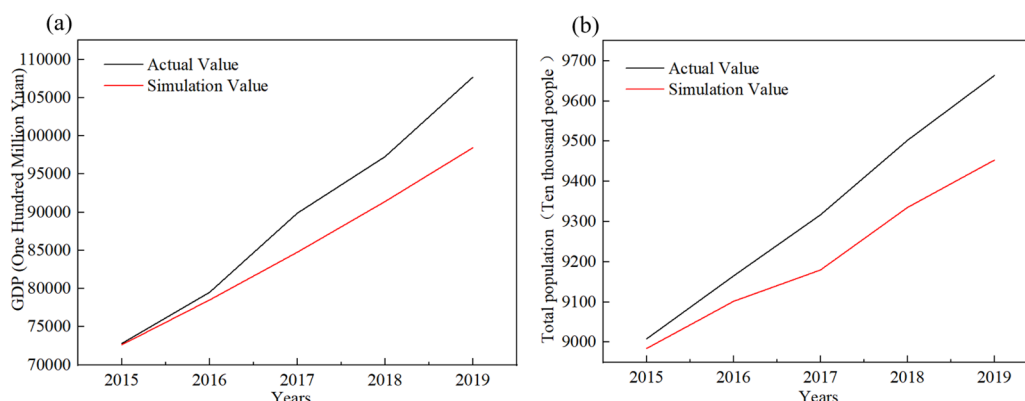 (a)
GDP (One Hundred Million Yuan)
110000
105000
100000
95000
90000
85000
80000
75000
70000
Actual Value
Simulation Value
2015 2016 2017 2018 2019
Years
(b)
Total population（Ten thousand people）
9700
9600
9500
9400
9300
9200
9100
9000
Actual Value
Simulation Value
2015 2016 2017 2018 2019
Years